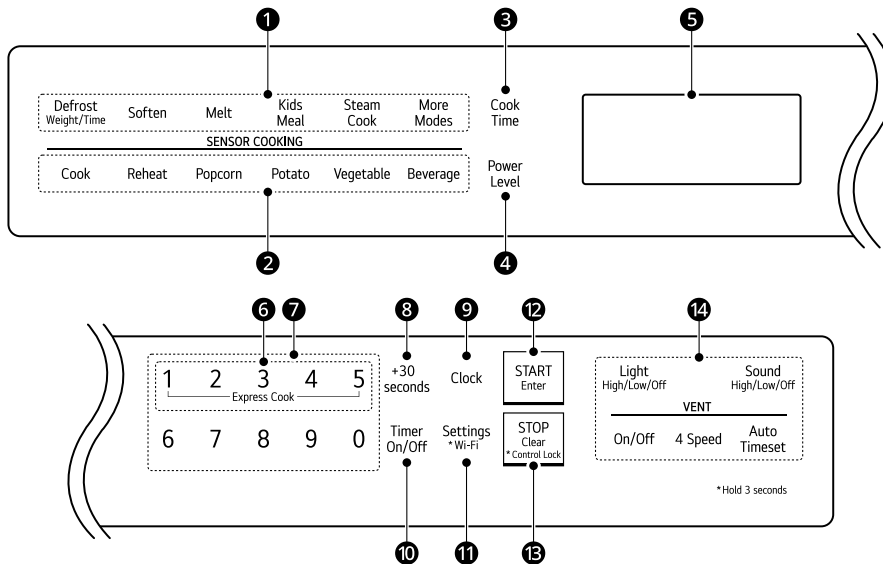 1 3 5
Defrost
Weight/Time
Soften
Melt
Kids
Meal
Steam
Cook
More
Modes
Cook
Time
SENSOR COOKING
Cook
Reheat
Popcorn
Potato
Vegetable
Beverage
Power
Level
2 4
6 7 8 9 12 14
1 2 3 4 5
Express Cook
6 7 8 9 0
+30
seconds
Timer
On/Off
Clock
Settings
* Wi-Fi
START
Enter
STOP
Clear
* Control Lock
Light
High/Low/Off
Sound
High/Low/Off
VENT
On/Off
4 Speed
Auto
Timeset
*Hold 3 seconds
10 11 13